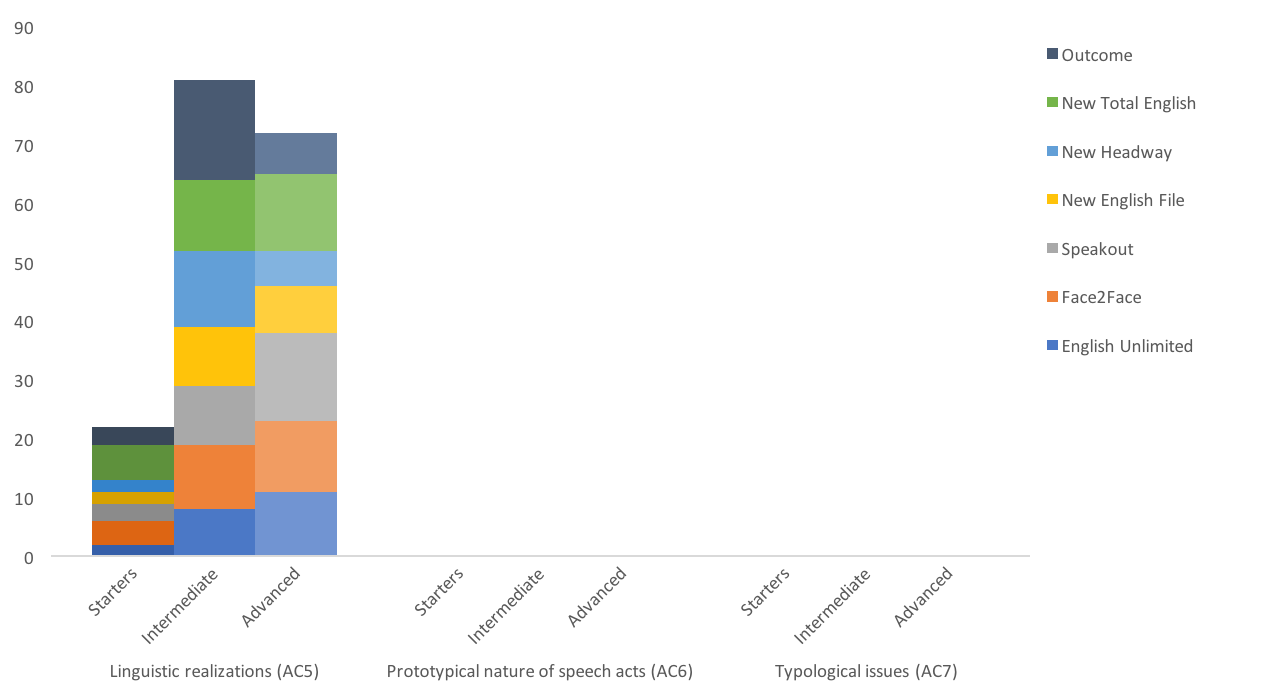 90
80
70
60
50
40
30
20
10
0
Outcome
New Total English
New Headway
New English File
Speakout
Face2Face
English Unlimited
Starters
Intermediate
Advanced
Starters
Intermediate
Advanced
Starters
Intermediate
Advanced
Linguistic realizations (AC5)
Prototypical nature of speech acts (AC6)
Typological issues (AC7)